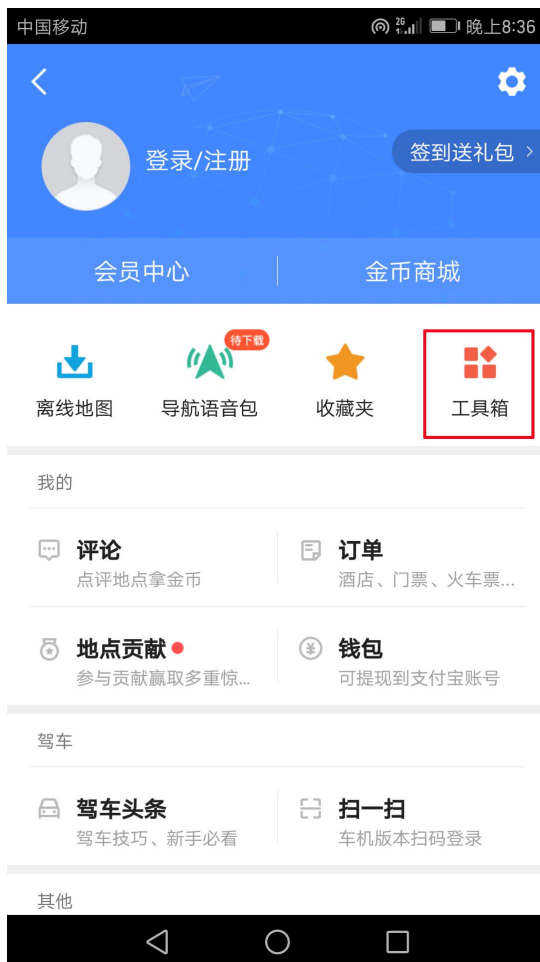 中国移动
2G
晚上8:36
登录/注册
签到送礼包
会员中心
金币商城
待下载
离线地图
导航语音包
收藏夹
工具箱
我的
评论
点评地点拿金币
订单
酒店、门票、火车票...
地点贡献
参与贡献赢取多重惊...
钱包
可提现到支付宝账号
驾车
驾车头条
驾车技巧、新手必看
扫一扫
车机版本扫码登录
其他